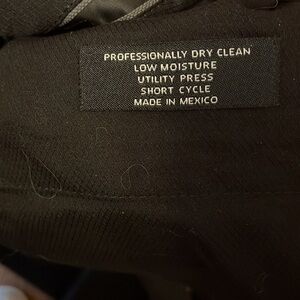 PROFESSIONALLY DRY CLEAN
LOW MOISTURE
UTILITY PRESS
SHORT CYCLE
MADE IN MEXICO